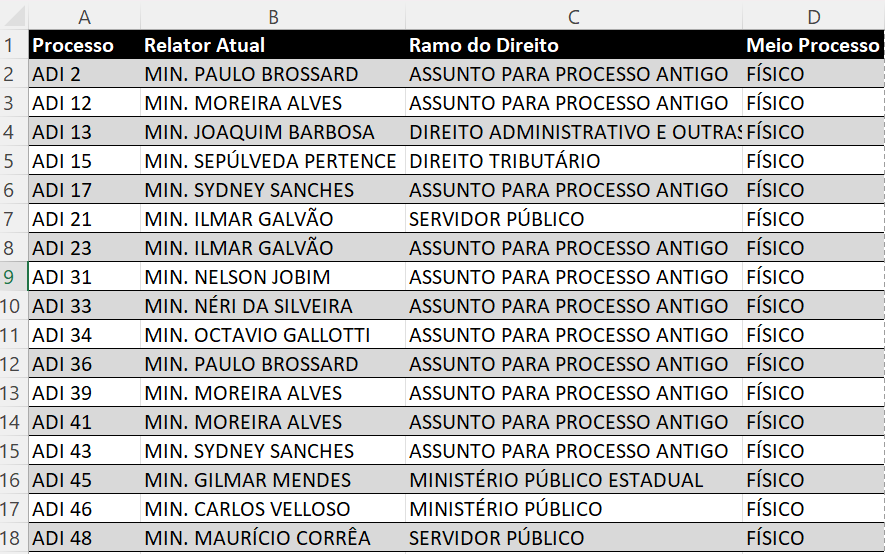 A B C D
1 Processo Relator Atual Ramo do Direito Meio Processo
2 ADI 2 MIN. PAULO BROSSARD ASSUNTO PARA PROCESSO ANTIGO FÍSICO
3 ADI 12 MIN. MOREIRA ALVES ASSUNTO PARA PROCESSO ANTIGO FÍSICO
4 ADI 13 MIN. JOAQUIM BARBOSA DIREITO ADMINISTRATIVO E OUTRAS FÍSICO
5 ADI 15 MIN. SEPÚLVEDA PERTENCE DIREITO TRIBUTÁRIO FÍSICO
6 ADI 17 MIN. SYDNEY SANCHES ASSUNTO PARA PROCESSO ANTIGO FÍSICO
7 ADI 21 MIN. ILMAR GALVÃO SERVIDOR PÚBLICO FÍSICO
8 ADI 23 MIN. ILMAR GALVÃO ASSUNTO PARA PROCESSO ANTIGO FÍSICO
9 ADI 31 MIN. NELSON JOBIM ASSUNTO PARA PROCESSO ANTIGO FÍSICO
10 ADI 33 MIN. NÉRI DA SILVEIRA ASSUNTO PARA PROCESSO ANTIGO FÍSICO
11 ADI 34 MIN. OCTAVIO GALLOTTI ASSUNTO PARA PROCESSO ANTIGO FÍSICO
12 ADI 36 MIN. PAULO BROSSARD ASSUNTO PARA PROCESSO ANTIGO FÍSICO
13 ADI 39 MIN. MOREIRA ALVES ASSUNTO PARA PROCESSO ANTIGO FÍSICO
14 ADI 41 MIN. MOREIRA ALVES ASSUNTO PARA PROCESSO ANTIGO FÍSICO
15 ADI 43 MIN. SYDNEY SANCHES ASSUNTO PARA PROCESSO ANTIGO FÍSICO
16 ADI 45 MIN. GILMAR MENDES MINISTÉRIO PÚBLICO ESTADUAL FÍSICO
17 ADI 46 MIN. CARLOS VELLOSO MINISTÉRIO PÚBLICO FÍSICO
18 ADI 48 MIN. MAURÍCIO CORRÊA SERVIDOR PÚBLICO FÍSICO